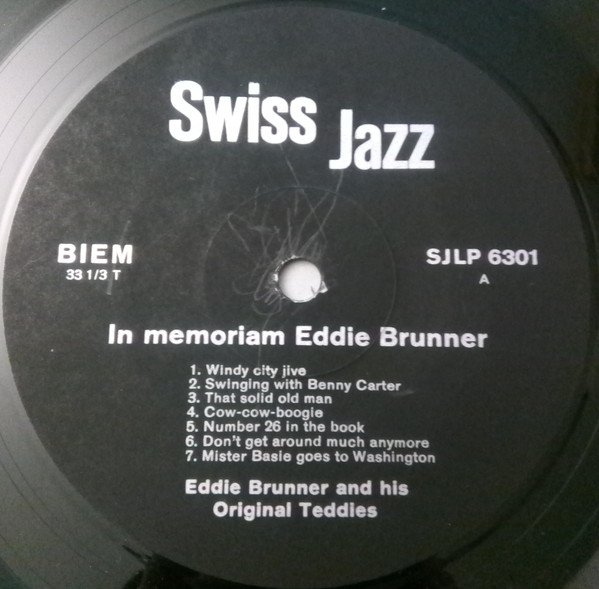 Swiss Jazz
BIEM
33 1/3 T
SJLP 6301
A
In memoriam Eddie Brunner
1. Windy city jive
2. Swinging with Benny Carter
3. That solid old man
4. Cow-cow-boogie
5. Number 26 in the book
6. Don't get around much anymore
7. Mister Basie goes to Washington
Eddie Brunner and his
Original Teddies